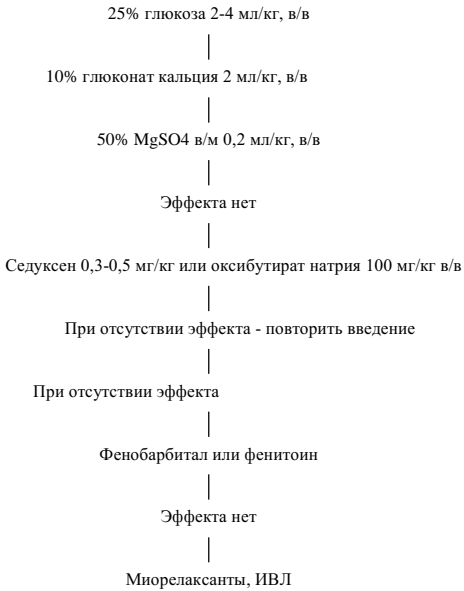 25% глюкоза 2-4 мл/кг, в/в
10% глюконат кальция 2 мл/кг, в/в
50% MgSO4 в/м 0,2 мл/кг, в/в
Эффекта нет
Седуксен 0,3-0,5 мг/кг или оксибутират натрия 100 мг/кг в/в
При отсутствии эффекта - повторить введение
При отсутствии эффекта
Фенобарбитал или фенитоин
Эффекта нет
Миорелаксанты, ИВЛ